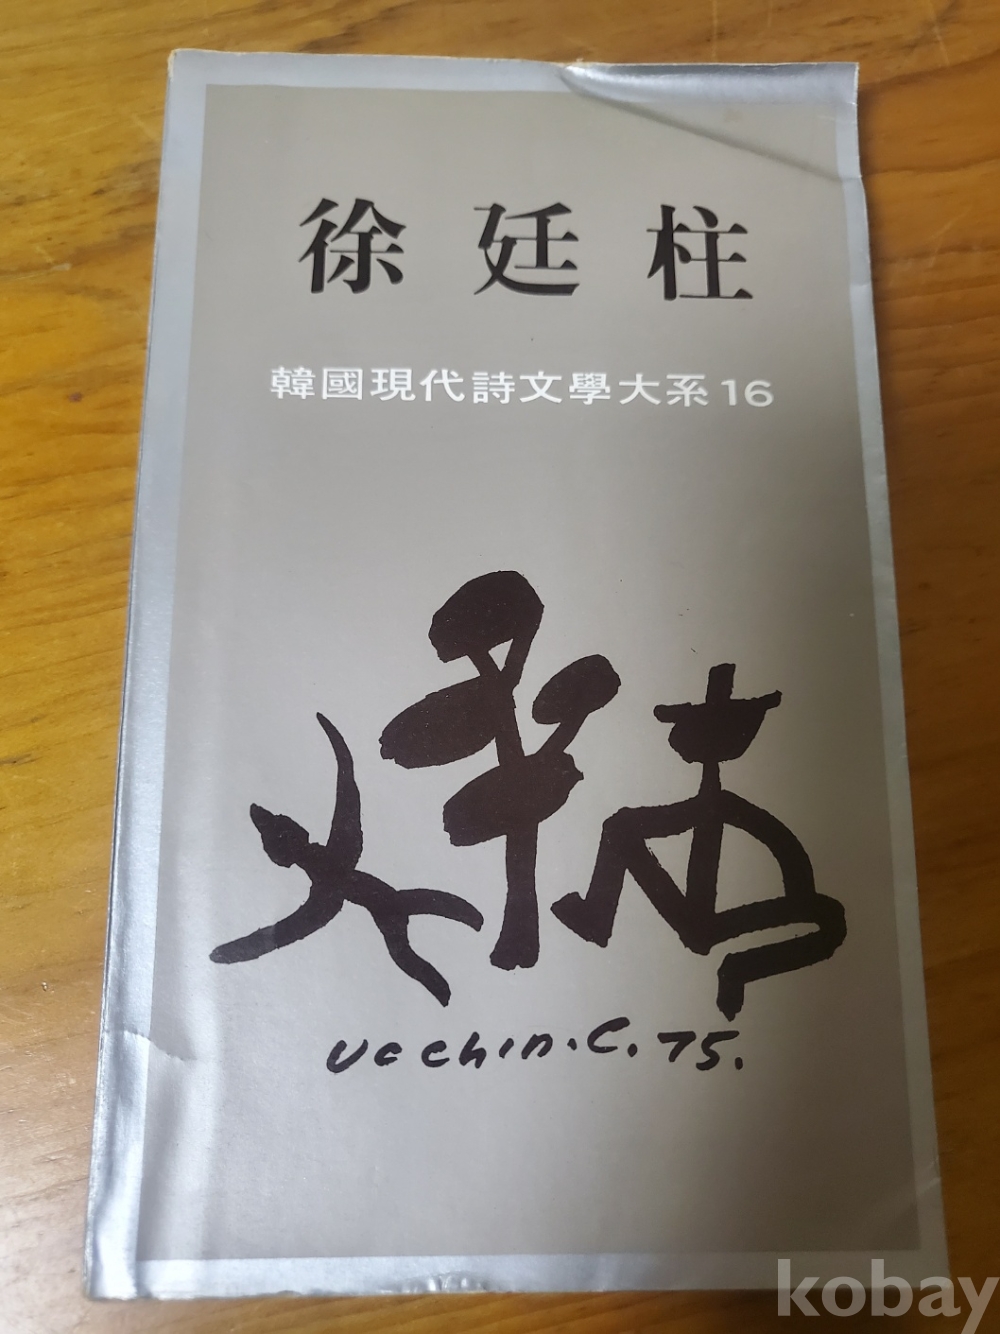 徐廷柱
韓國現代詩文學大系16
Ucchin.C.75.
kobay